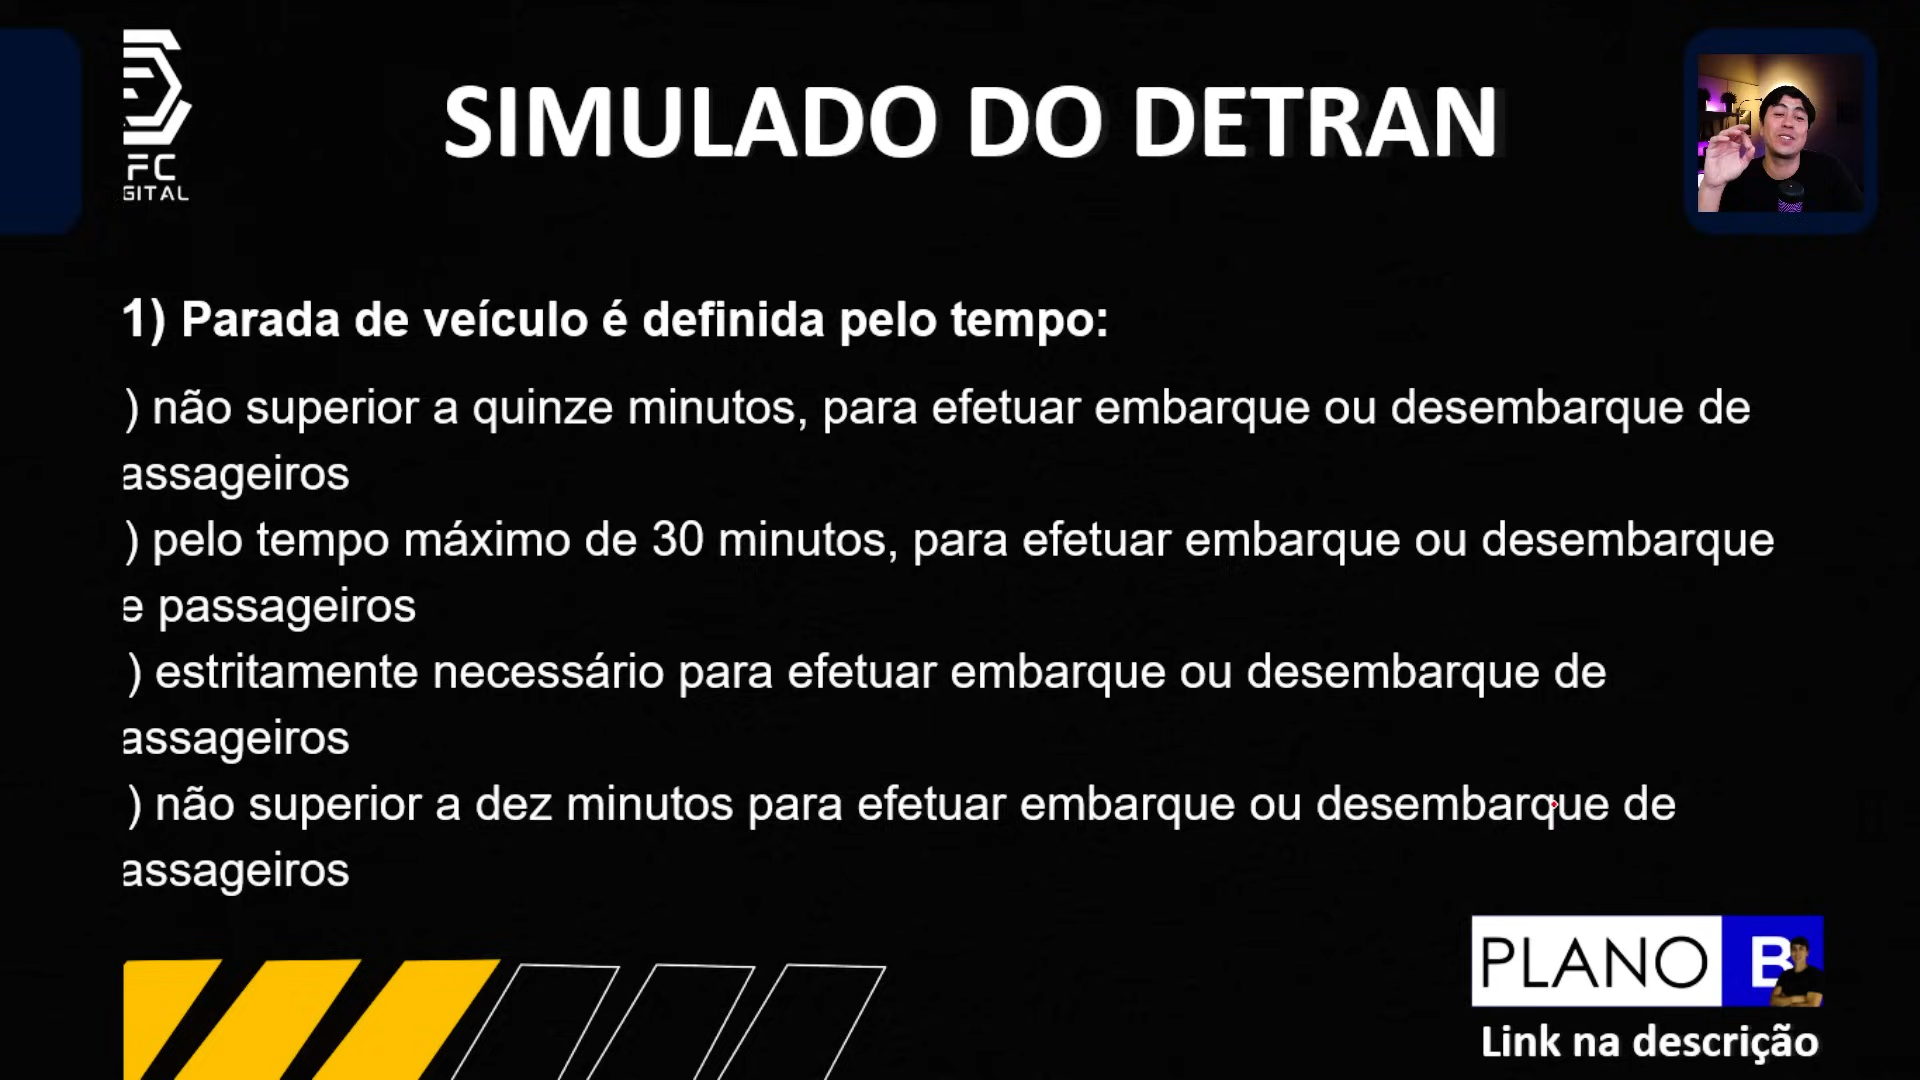 FC
GITAL
SIMULADO DO DETRAN
1) Parada de veículo é definida pelo tempo:
) não superior a quinze minutos, para efetuar embarque ou desembarque de
assageiros
) pelo tempo máximo de 30 minutos, para efetuar embarque ou desembarque
e passageiros
) estritamente necessário para efetuar embarque ou desembarque de
assageiros
) não superior a dez minutos para efetuar embarque ou desembarque de
assageiros
PLANO B
Link na descrição